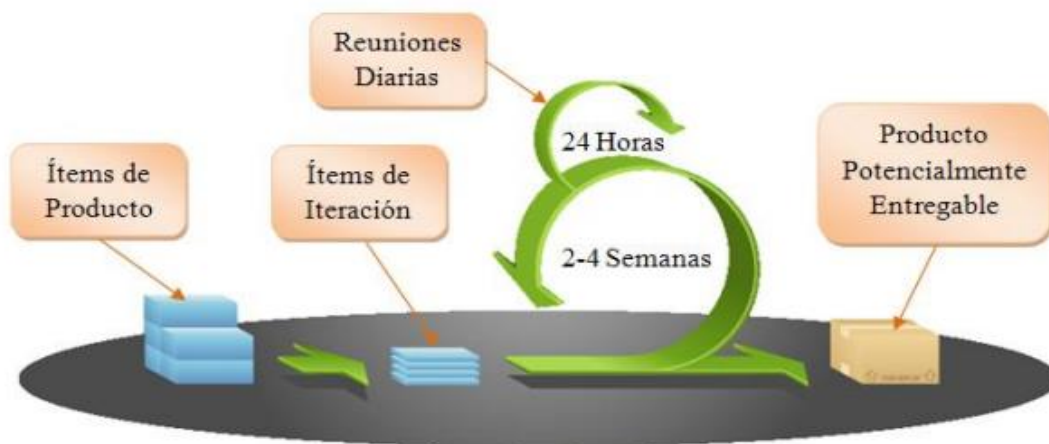 Reuniones
Diarias
24 Horas
Producto
Potencialmente
Entregable
Ítems de
Producto
Ítems de
Iteración
2-4 Semanas